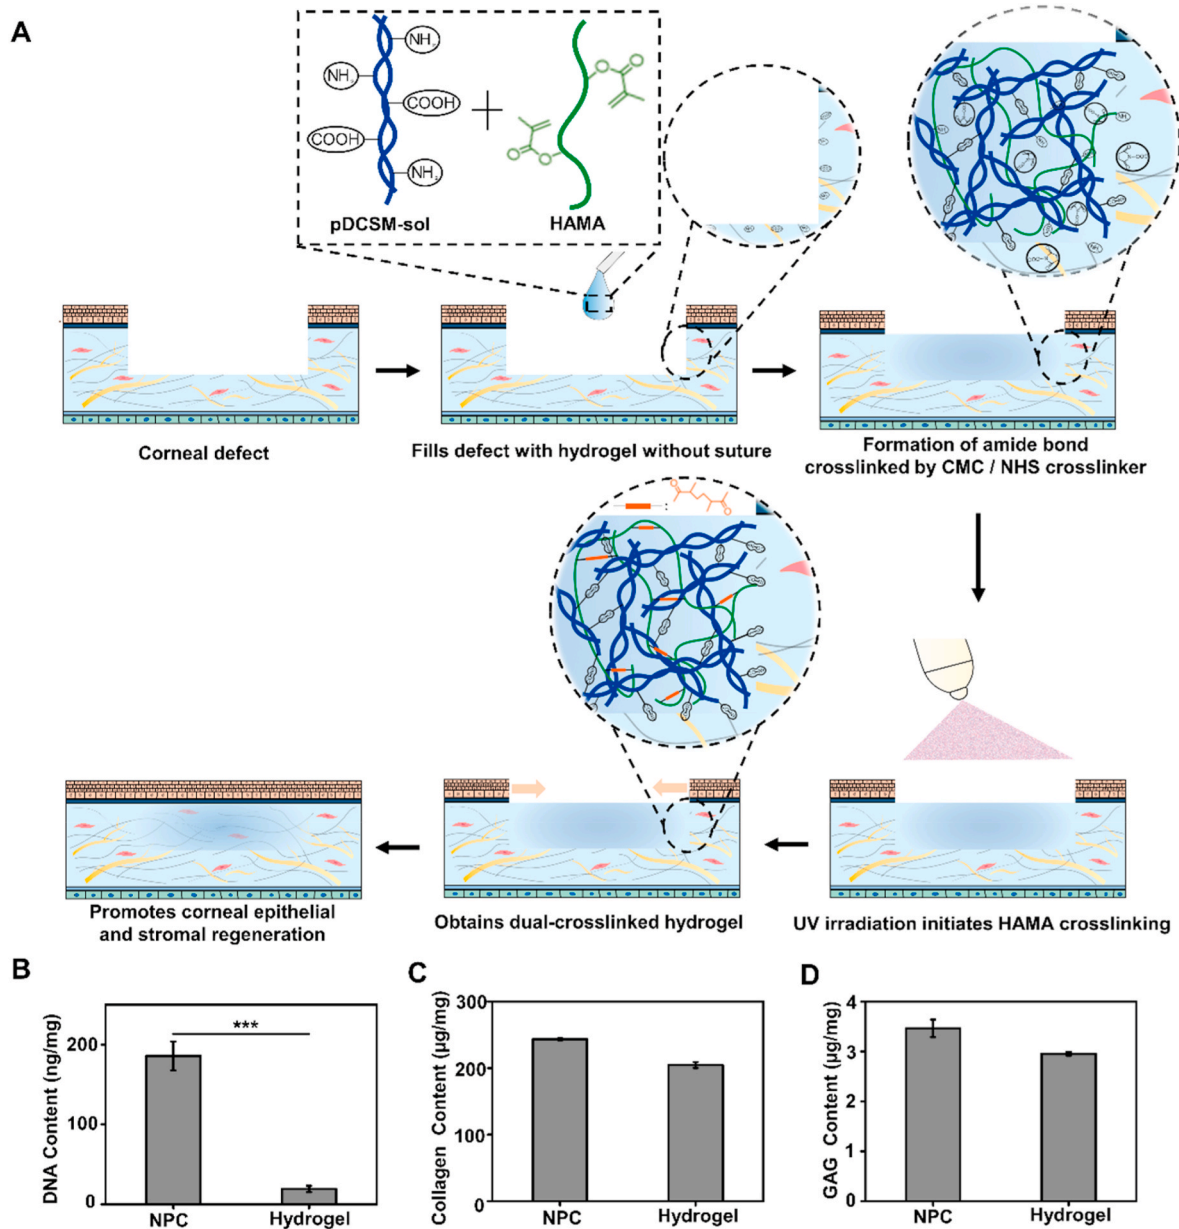 A
NH2
NH2
COOH
COOH
NH2
pDCSM-sol
HAMA
Corneal defect
Fills defect with hydrogel without suture
Formation of amide bond
crosslinked by CMC / NHS crosslinker
Promotes corneal epithelial
and stromal regeneration
Obtains dual-crosslinked hydrogel
UV irradiation initiates HAMA crosslinking
B
DNA Content (ng/mg)
200
100
0
***
NPC
Hydrogel
C
Collagen Content (µg/mg)
300
200
100
0
NPC
Hydrogel
D
GAG Content (µg/mg)
4
3
2
1
0
NPC
Hydrogel